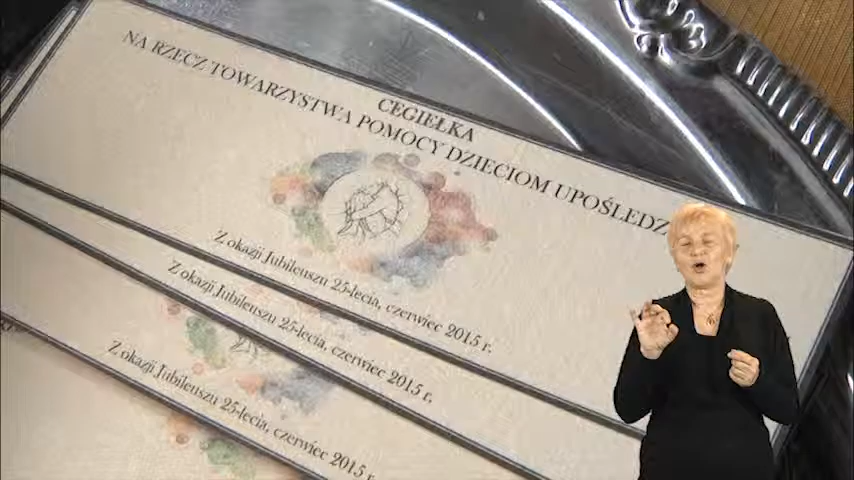 CEGIEŁKA
NA RZECZ TOWARZYSTWA POMOCY DZIECIOM
Z okazji Jubileuszu 25-lecia, czerwiec 2015 r.
Z okazji Jubileuszu 25-lecia, czerwiec 2015 r.
Z okazji Jubileuszu 25-lecia, czerwiec 2015 r.